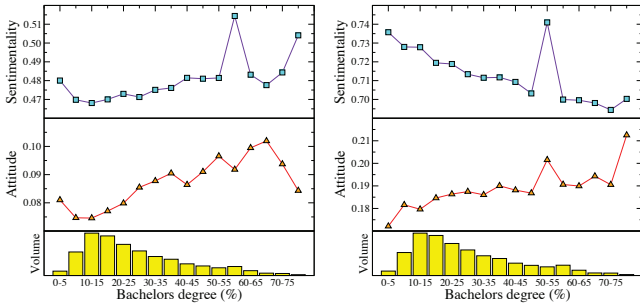 Sentimentality
0.51
0.50
0.49
0.48
0.47
Attitude
0.10
0.09
0.08
Volume
0-5 10-15 20-25 30-35 40-45 50-55 60-65 70-75
Bachelors degree (%)
Sentimentality
0.74
0.73
0.72
0.71
0.70
Attitude
0.21
0.20
0.19
0.18
Volume
0-5 10-15 20-25 30-35 40-45 50-55 60-65 70-75
Bachelors degree (%)